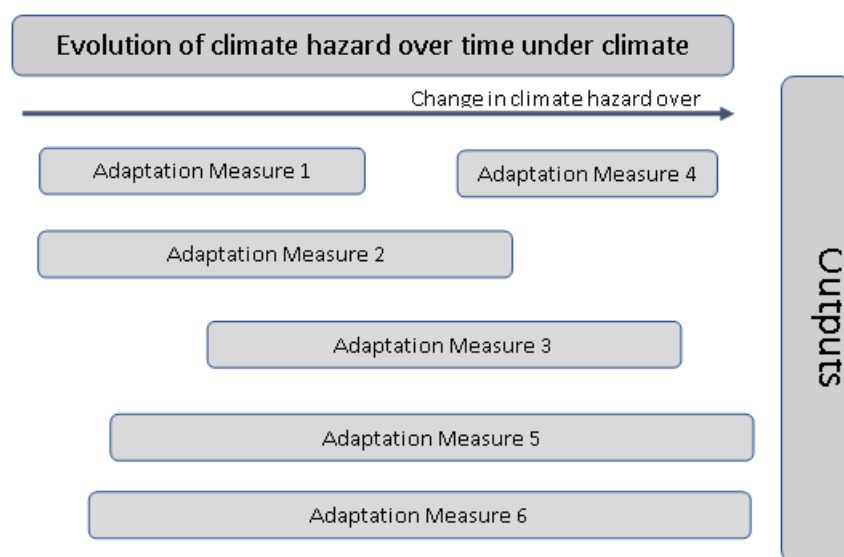 Evolution of climate hazard over time under climate
Change in climate hazard over
Adaptation Measure 1
Adaptation Measure 4
Adaptation Measure 2
Adaptation Measure 3
Adaptation Measure 5
Adaptation Measure 6
Outputs